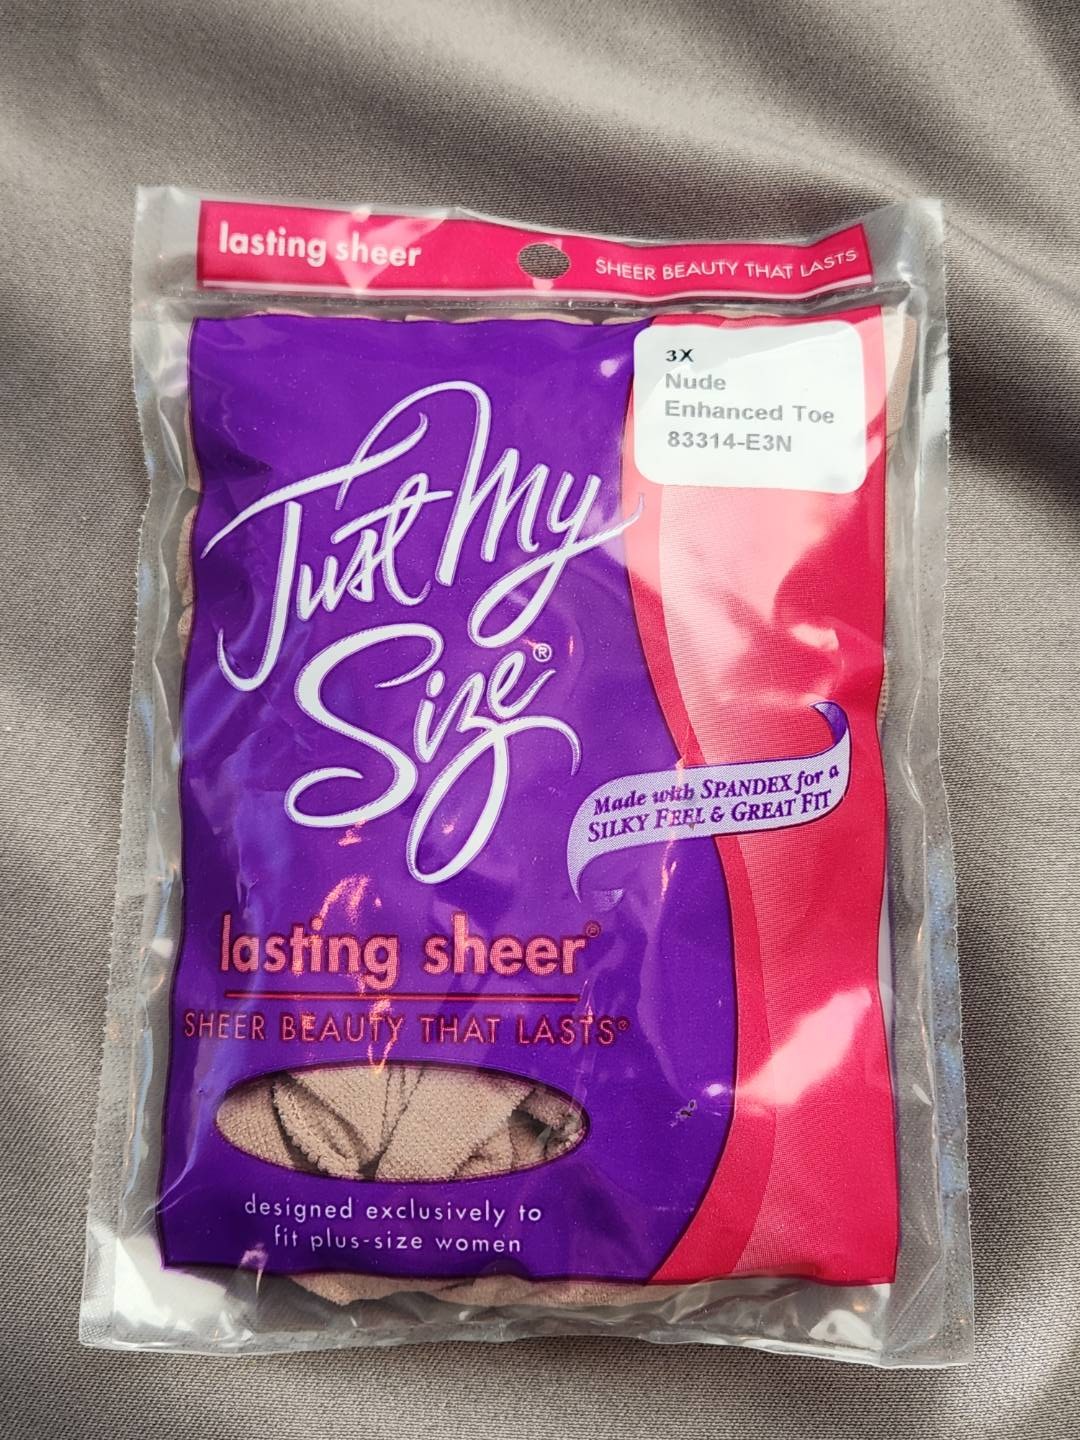 lasting sheer
SHEER BEAUTY THAT LASTS
3X
Nude
Enhanced Toe
83314-E3N
Just My
Size®
Made with SPANDEX for a
SILKY FEEL & GREAT FIT
lasting sheer®
SHEER BEAUTY THAT LASTS®
designed exclusively to
fit plus-size women